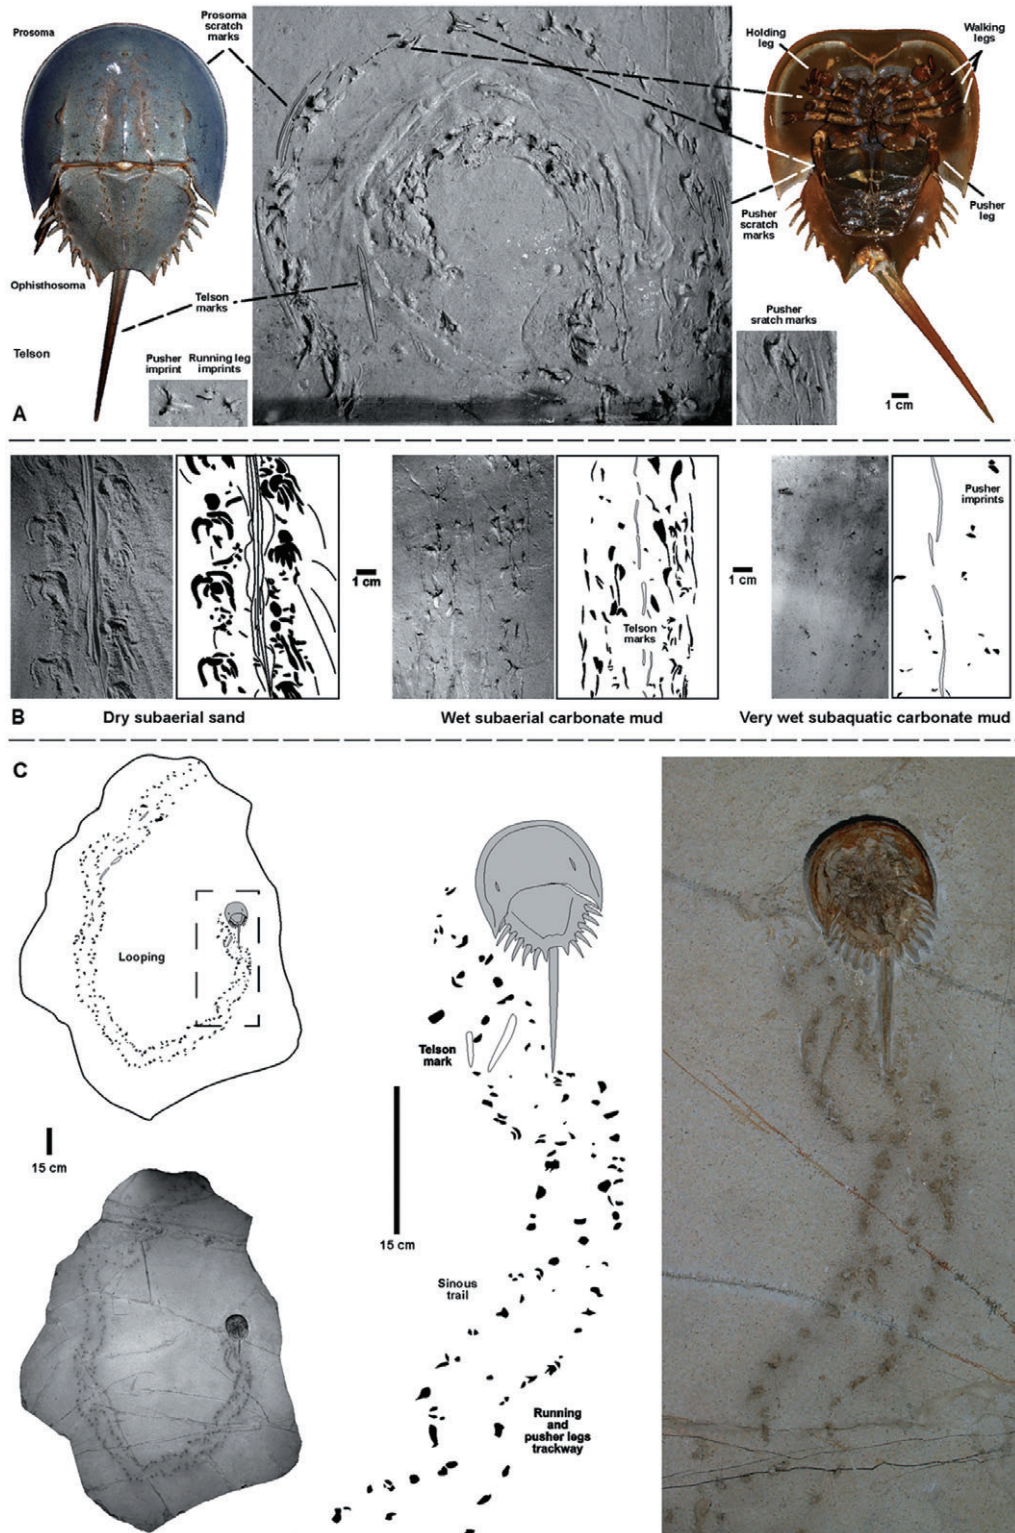 Prosoma
Prosoma
scratch
marks
Holding
leg
Walking
legs
Pusher
scratch
marks
Pusher
leg
Ophisthosoma
Telson
marks
Telson
Pusher
imprint
Running leg
imprints
Pusher
sratch marks
1 cm
A
Pusher
imprints
1 cm
1 cm
Telson
marks
B
Dry subaerial sand
Wet subaerial carbonate mud
Very wet subaquatic carbonate mud
C
Looping
15 cm
Telson
mark
15 cm
Sinous
trail
Running
and
pusher legs
trackway